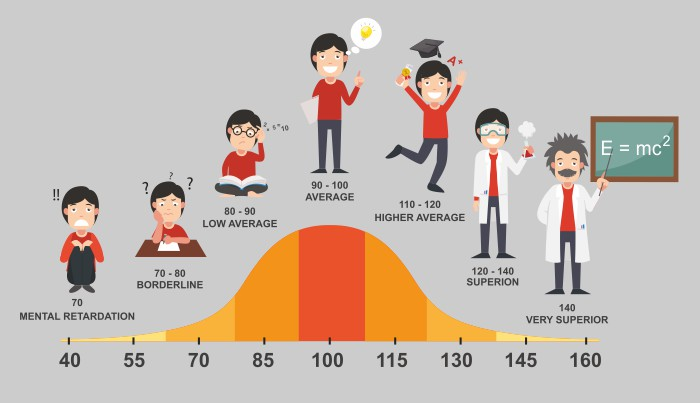 !!
70
MENTAL RETARDATION
? ? ?
70 - 80
BORDERLINE
80 - 90
LOW AVERAGE
90 - 100
AVERAGE
A+
110 - 120
HIGHER AVERAGE
120 - 140
SUPERION
E = mc²
140
VERY SUPERIOR
40 55 70 85 100 115 130 145 160